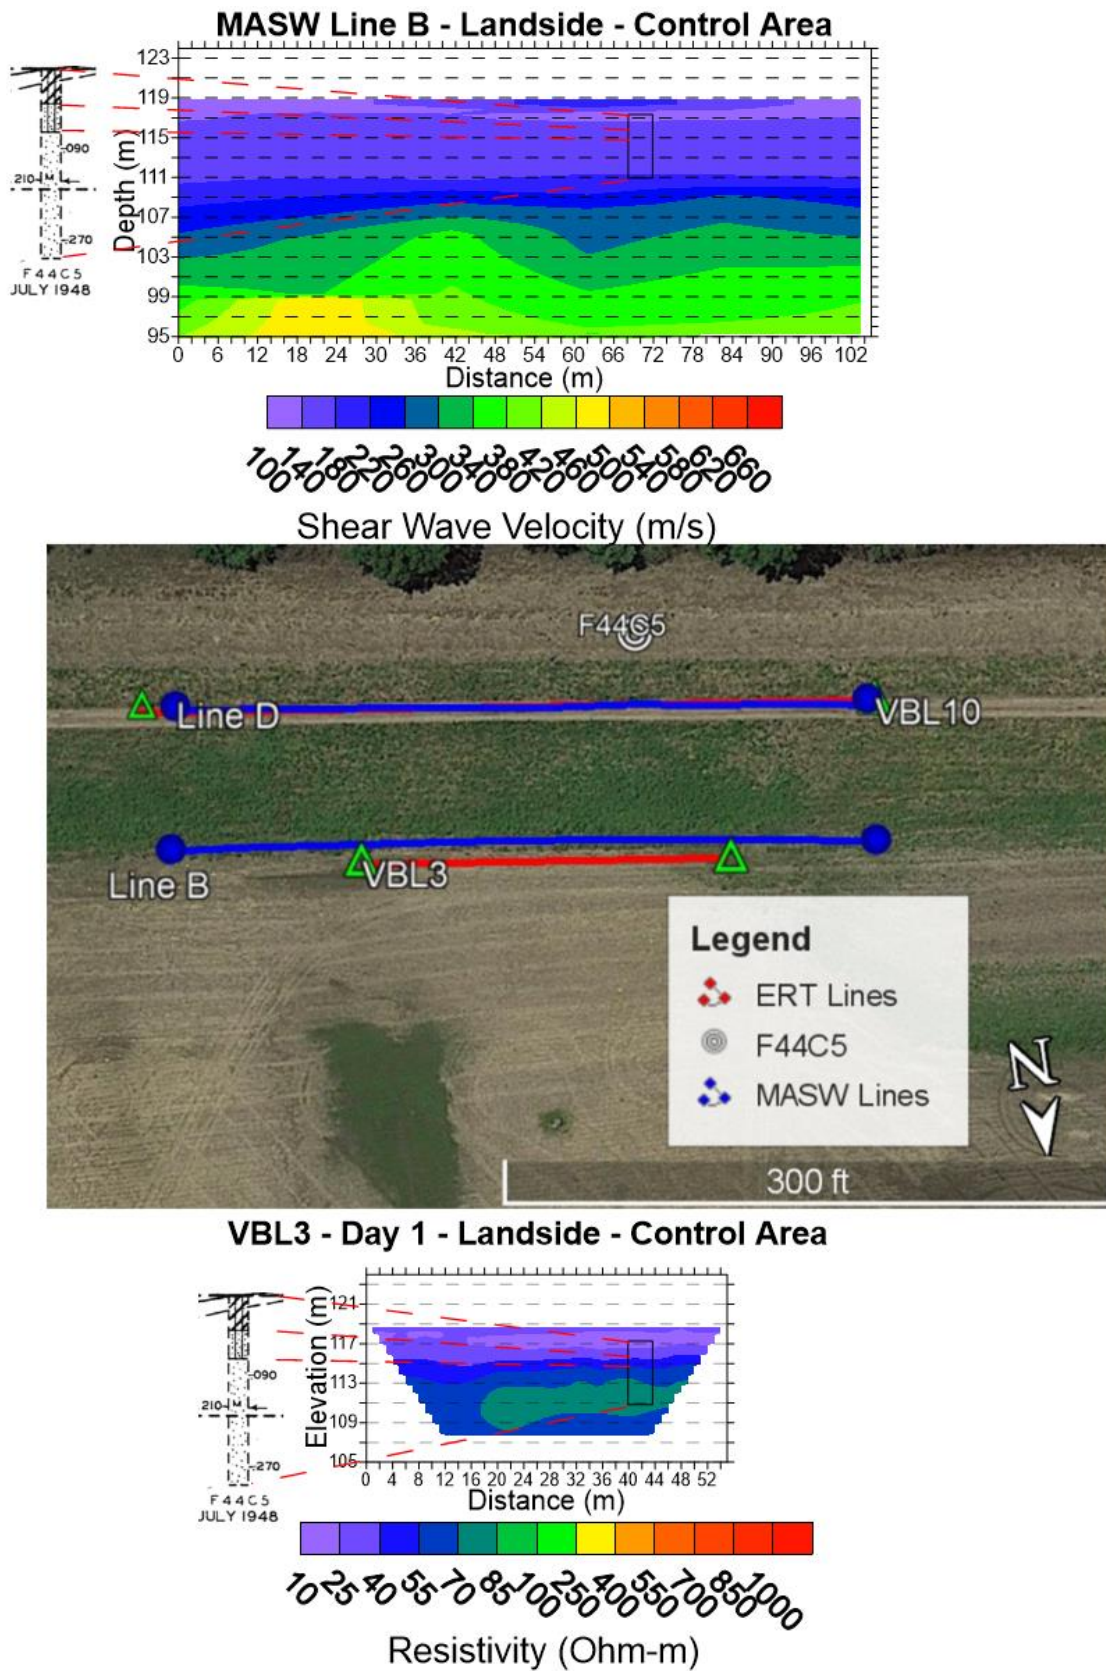 MASW Line B - Landside - Control Area
123
119
115
111
107
103
99
95
Depth (m)
090
210 M
270
F44C5
JULY 1948
0 6 12 18 24 30 36 42 48 54 60 66 72 78 84 90 96 102
Distance (m)
100 140 180 220 260 300 340 380 420 460 500 540 580 620 660
Shear Wave Velocity (m/s)
F44C5
Line D
VBL10
Line B
VBL3
Legend
ERT Lines
F44C5
MASW Lines
N
300 ft
VBL3 - Day 1 - Landside - Control Area
121
117
113
109
105
Elevation (m)
090
210 M
270
F44C5
JULY 1948
0 4 8 12 16 20 24 28 32 36 40 44 48 52
Distance (m)
10 25 40 55 70 85 100 250 400 550 700 850 1000
Resistivity (Ohm-m)